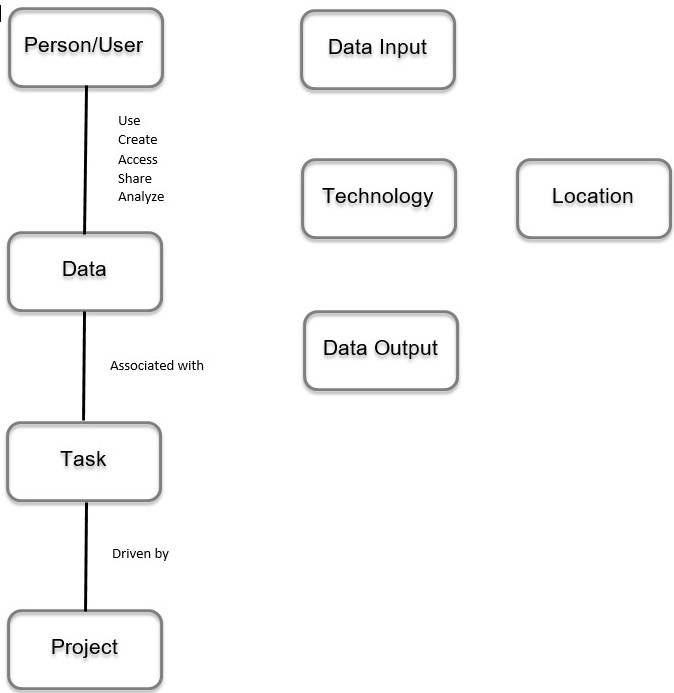 Person/User
Data Input
Use
Create
Access
Share
Analyze
Technology
Location
Data
Data Output
Associated with
Task
Driven by
Project